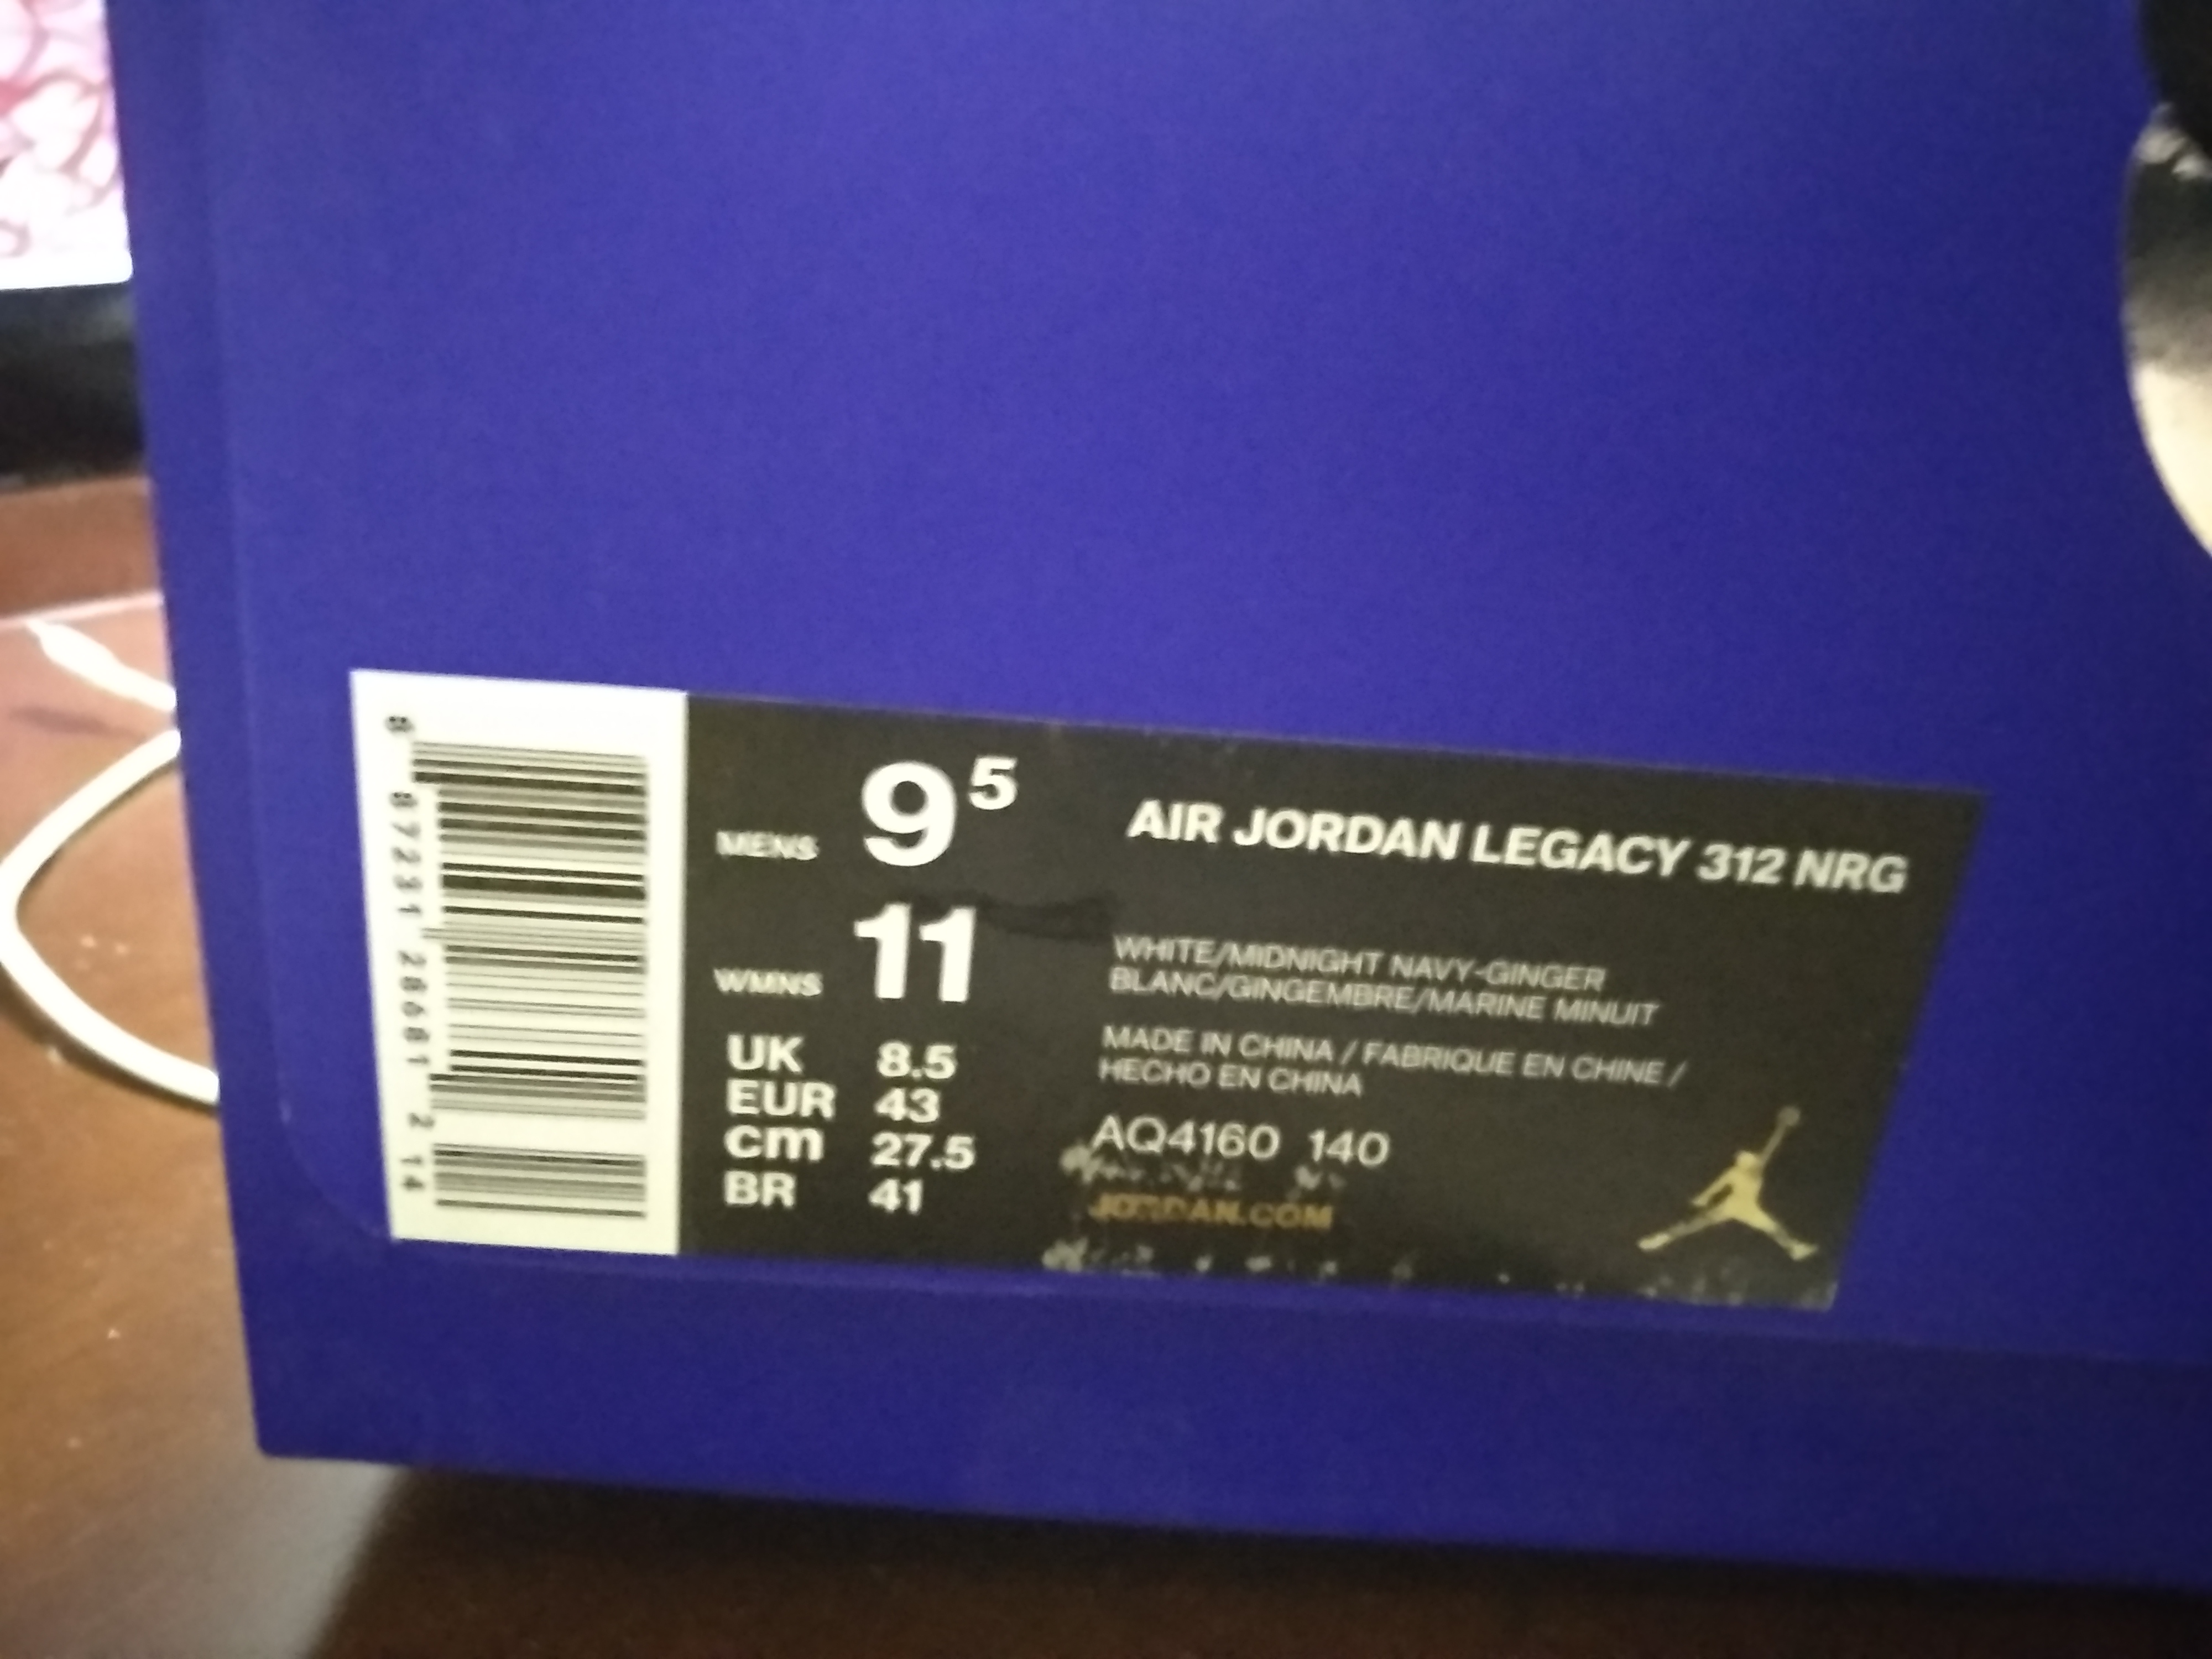 8 87231 28681 2 14
MENS 9⁵
WMNS 11
UK 8.5
EUR 43
cm 27.5
BR 41
AIR JORDAN LEGACY 312 NRG
WHITE/MIDNIGHT NAVY-GINGER
BLANC/GINGEMBRE/MARINE MINUIT
MADE IN CHINA / FABRIQUE EN CHINE /
HECHO EN CHINA
AQ4160 140
JORDAN.COM